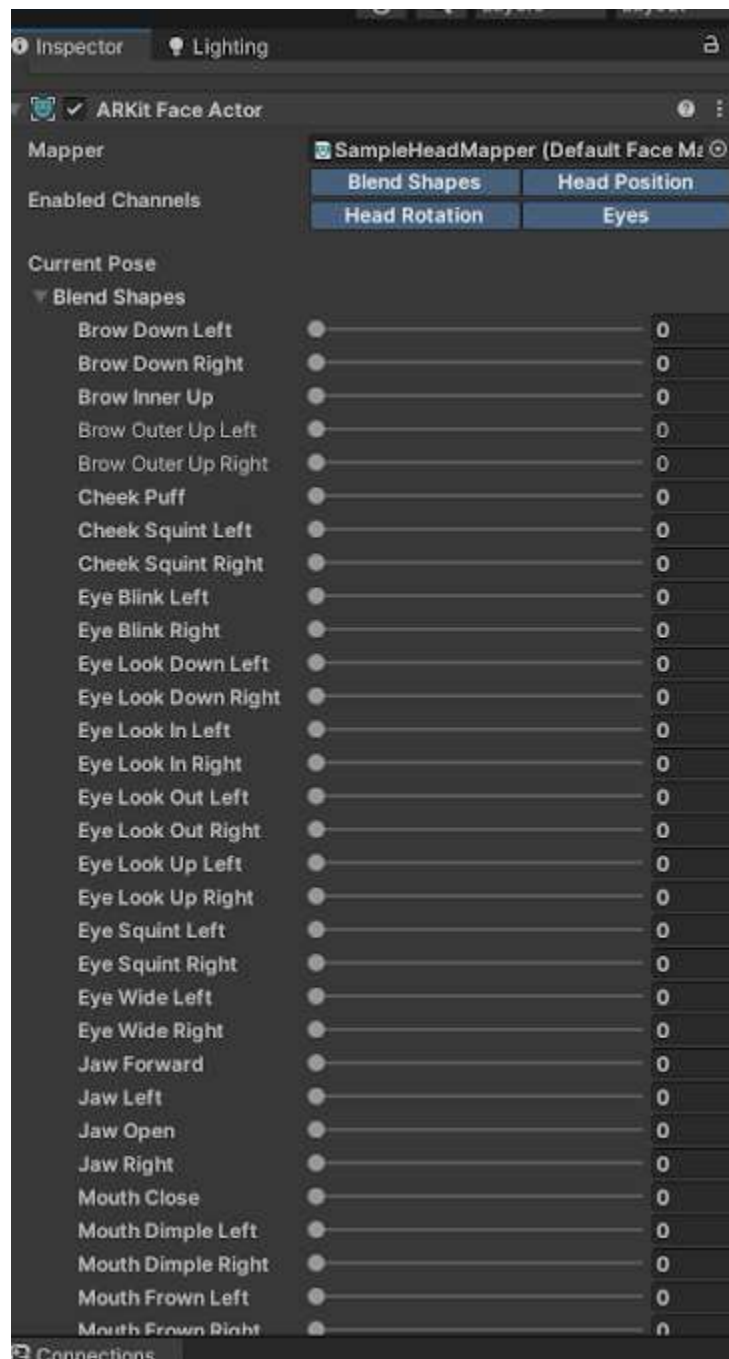 Inspector Lighting
ARKit Face Actor
Mapper SampleHeadMapper (Default Face Ma
Enabled Channels
Blend Shapes Head Position
Head Rotation Eyes
Current Pose
Blend Shapes
Brow Down Left 0
Brow Down Right 0
Brow Inner Up 0
Brow Outer Up Left 0
Brow Outer Up Right 0
Cheek Puff 0
Cheek Squint Left 0
Cheek Squint Right 0
Eye Blink Left 0
Eye Blink Right 0
Eye Look Down Left 0
Eye Look Down Right 0
Eye Look In Left 0
Eye Look In Right 0
Eye Look Out Left 0
Eye Look Out Right 0
Eye Look Up Left 0
Eye Look Up Right 0
Eye Squint Left 0
Eye Squint Right 0
Eye Wide Left 0
Eye Wide Right 0
Jaw Forward 0
Jaw Left 0
Jaw Open 0
Jaw Right 0
Mouth Close 0
Mouth Dimple Left 0
Mouth Dimple Right 0
Mouth Frown Left 0
Mouth Frown Right 0
Connections